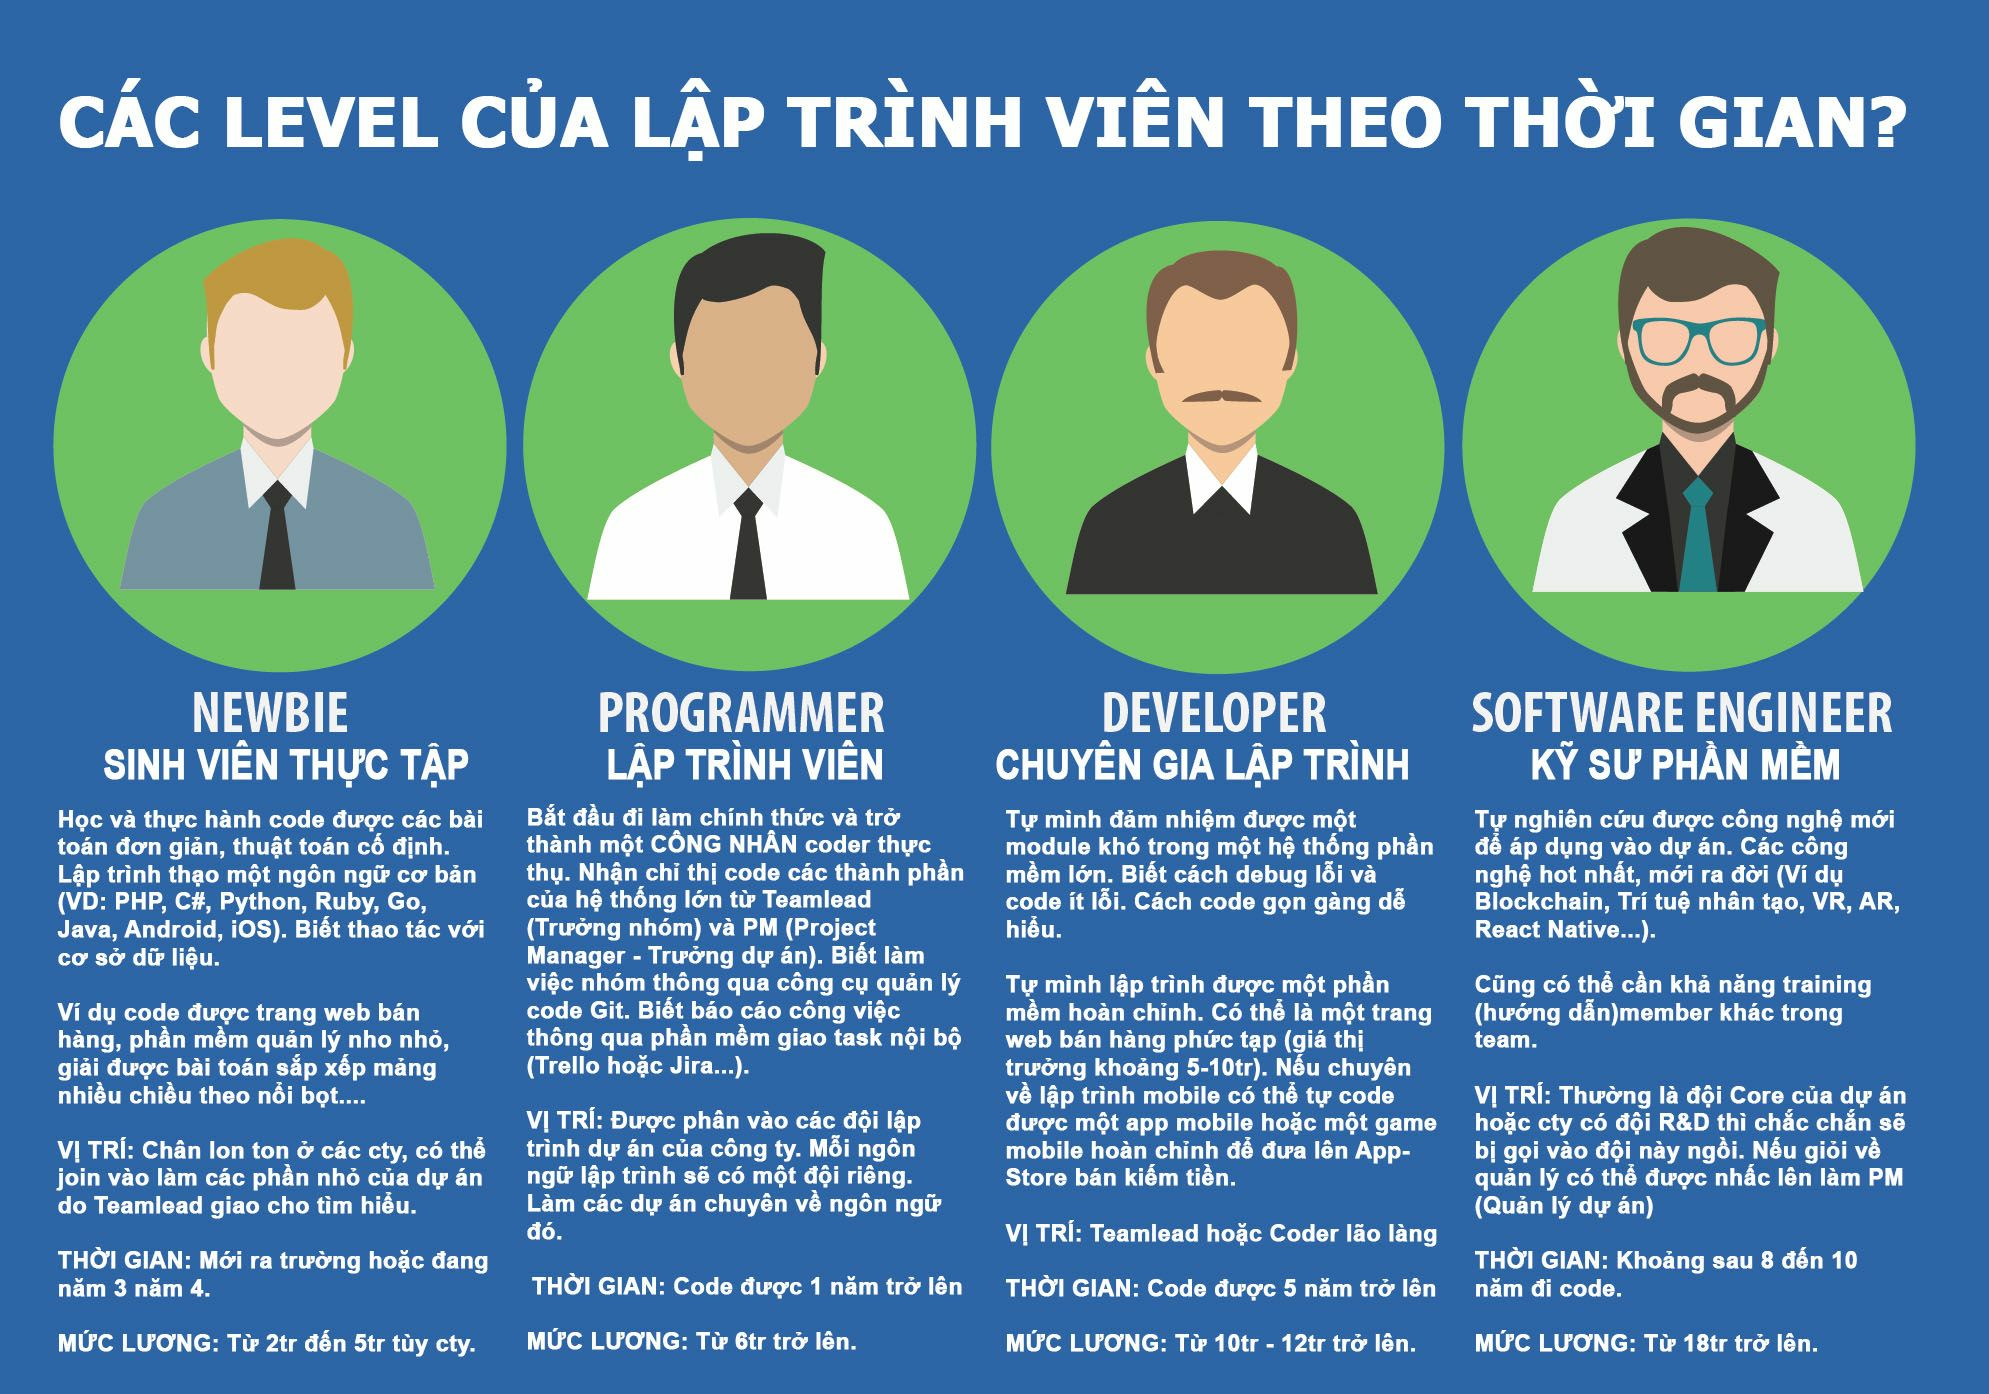 CÁC LEVEL CỦA LẬP TRÌNH VIÊN THEO THỜI GIAN?
NEWBIE
SINH VIÊN THỰC TẬP
Học và thực hành code được các bài
toán đơn giản, thuật toán cố định.
Lập trình thạo một ngôn ngữ cơ bản
(VD: PHP, C#, Python, Ruby, Go,
Java, Android, iOS). Biết thao tác với
cơ sở dữ liệu.
Ví dụ code được trang web bán
hàng, phần mềm quản lý nho nhỏ,
giải được bài toán sắp xếp mảng
nhiều chiều theo nổi bọt....
VỊ TRÍ: Chân lon ton ở các cty, có thể
join vào làm các phần nhỏ của dự án
do Teamlead giao cho tìm hiểu.
THỜI GIAN: Mới ra trường hoặc đang
năm 3 năm 4.
MỨC LƯƠNG: Từ 2tr đến 5tr tùy cty.
PROGRAMMER
LẬP TRÌNH VIÊN
Bắt đầu đi làm chính thức và trở
thành một CÔNG NHÂN coder thực
thụ. Nhận chỉ thị code các thành phần
của hệ thống lớn từ Teamlead
(Trưởng nhóm) và PM (Project
Manager - Trưởng dự án). Biết làm
việc nhóm thông qua công cụ quản lý
code Git. Biết báo cáo công việc
thông qua phần mềm giao task nội bộ
(Trello hoặc Jira...).
VỊ TRÍ: Được phân vào các đội lập
trình dự án của công ty. Mỗi ngôn
ngữ lập trình sẽ có một đội riêng.
Làm các dự án chuyên về ngôn ngữ
đó.
THỜI GIAN: Code được 1 năm trở lên
MỨC LƯƠNG: Từ 6tr trở lên.
DEVELOPER
CHUYÊN GIA LẬP TRÌNH
Tự mình đảm nhiệm được một
module khó trong một hệ thống phần
mềm lớn. Biết cách debug lỗi và
code ít lỗi. Cách code gọn gàng dễ
hiểu.
Tự mình lập trình được một phần
mềm hoàn chỉnh. Có thể là một trang
web bán hàng phức tạp (giá thị
trưởng khoảng 5-10tr). Nếu chuyên
về lập trình mobile có thể tự code
được một app mobile hoặc một game
mobile hoàn chỉnh để đưa lên App-
Store bán kiếm tiền.
VỊ TRÍ: Teamlead hoặc Coder lão làng
THỜI GIAN: Code được 5 năm trở lên
MỨC LƯƠNG: Từ 10tr - 12tr trở lên.
SOFTWARE ENGINEER
KỸ SƯ PHẦN MỀM
Tự nghiên cứu được công nghệ mới
để áp dụng vào dự án. Các công
nghệ hot nhất, mới ra đời (Ví dụ
Blockchain, Trí tuệ nhân tạo, VR, AR,
React Native...).
Cũng có thể cần khả năng training
(hướng dẫn)member khác trong
team.
VỊ TRÍ: Thường là đội Core của dự án
hoặc cty có đội R&D thì chắc chắn sẽ
bị gọi vào đội này ngồi. Nếu giỏi về
quản lý có thể được nhấc lên làm PM
(Quản lý dự án)
THỜI GIAN: Khoảng sau 8 đến 10
năm đi code.
MỨC LƯƠNG: Từ 18tr trở lên.